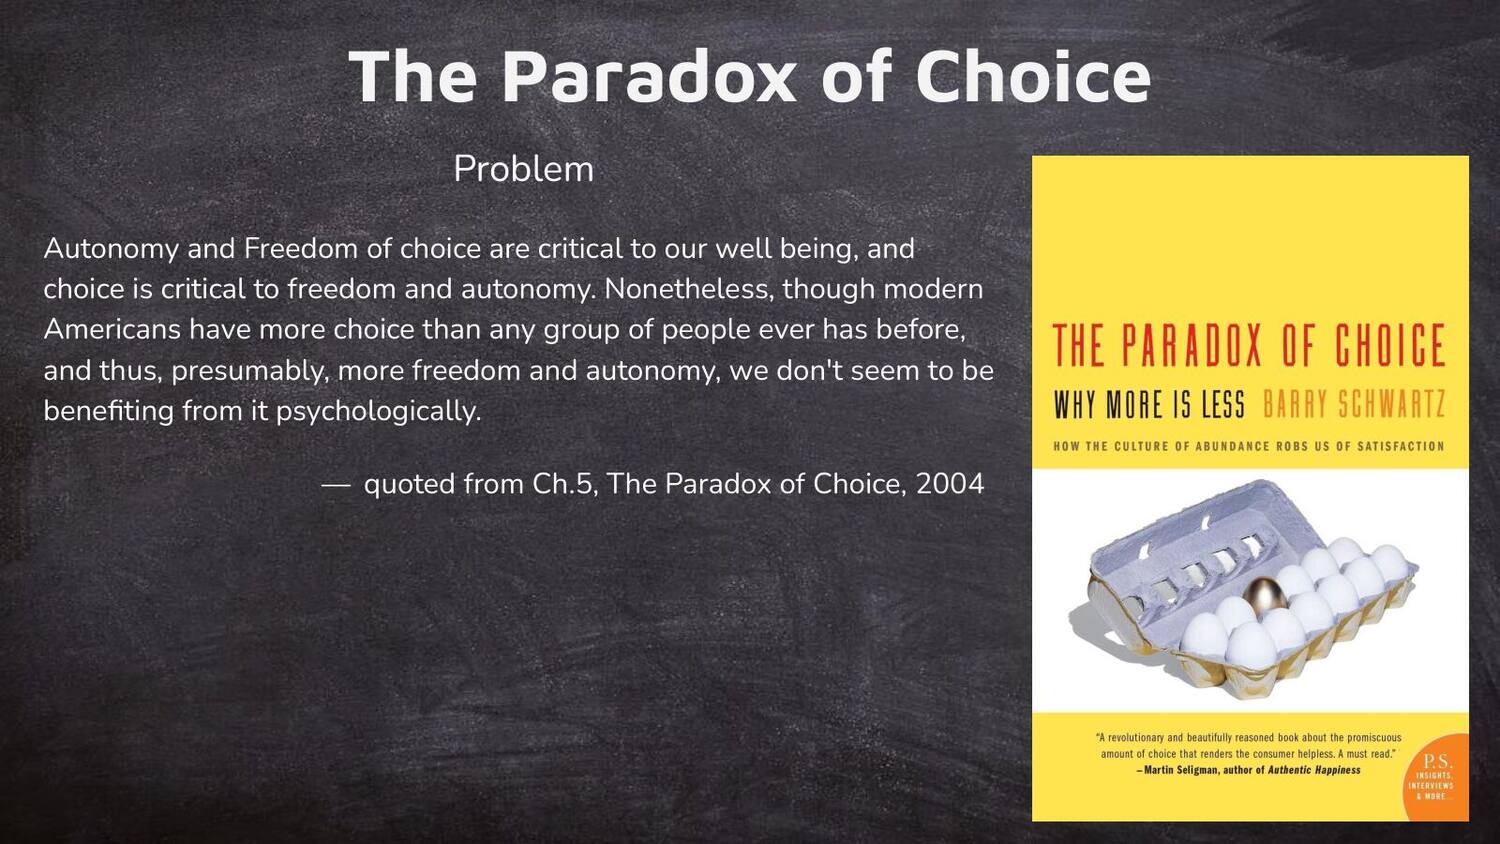 The Paradox of Choice
Problem
Autonomy and Freedom of choice are critical to our well being, and
choice is critical to freedom and autonomy. Nonetheless, though modern
Americans have more choice than any group of people ever has before,
and thus, presumably, more freedom and autonomy, we don't seem to be
benefiting from it psychologically.
— quoted from Ch.5, The Paradox of Choice, 2004
THE PARADOX OF CHOICE
WHY MORE IS LESS BARRY SCHWARTZ
HOW THE CULTURE OF ABUNDANCE ROBS US OF SATISFACTION
“A revolutionary and beautifully reasoned book about the promiscuous
amount of choice that renders the consumer helpless. A must read.”
—Martin Seligman, author of Authentic Happiness
P.S.
INSIGHTS,
INTERVIEWS
& MORE...